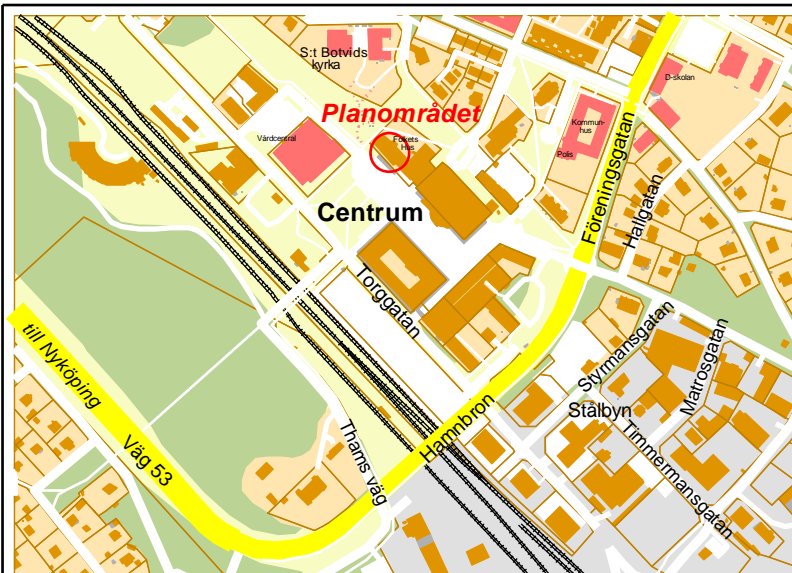 S:t Botvids
kyrka
D-skolan
Planområdet
Kommun-
hus
Vårdcentral
Folkets
Hus
Polis
Centrum
Föreningsgatan
Hallgatan
Torggatan
till Nyköping
Väg 53
Styrmansgatan
Matrosgatan
Stålbyn
Timmermansgatan
Hamnbron
Thams väg